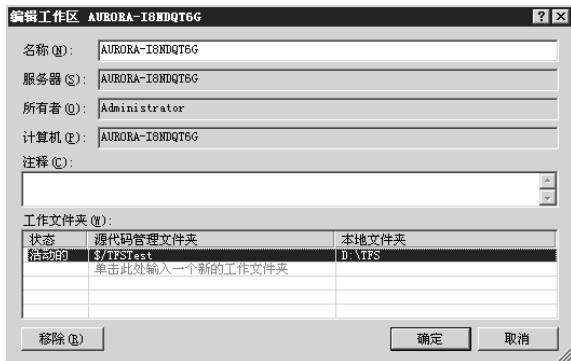 编辑工作区 AURORA-I8NDQT6G
名称(N): AURORA-I8NDQT6G
服务器(S): AURORA-I8NDQT6G
所有者(O): Administrator
计算机(P): AURORA-I8NDQT6G
注释(C):
工作文件夹(W):
状态 源代码管理文件夹 本地文件夹
活动的 $/TFSTest D:\TFS
单击此处输入一个新的工作文件夹
移除(R) 确定 取消